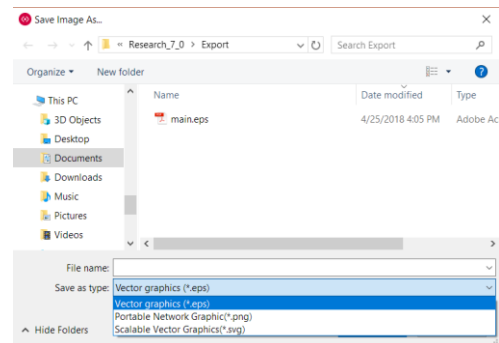 Save Image As...
« Research_7_0 > Export
Search Export
Organize
New folder
Name
Date modified
Type
This PC
3D Objects
Desktop
Documents
Downloads
Music
Pictures
Videos
main.eps
4/25/2018 4:05 PM
Adobe Ac
File name:
Save as type: Vector graphics (*.eps)
Vector graphics (*.eps)
Portable Network Graphic(*.png)
Scalable Vector Graphics(*.svg)
Hide Folders